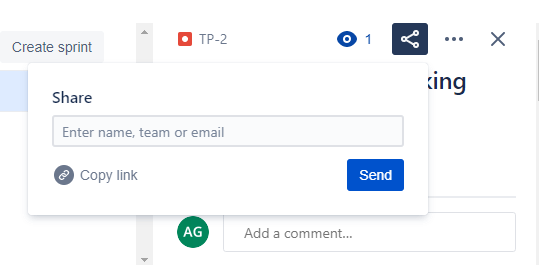 Create sprint
TP-2
1
king
Share
Enter name, team or email
Copy link
Send
AG
Add a comment...